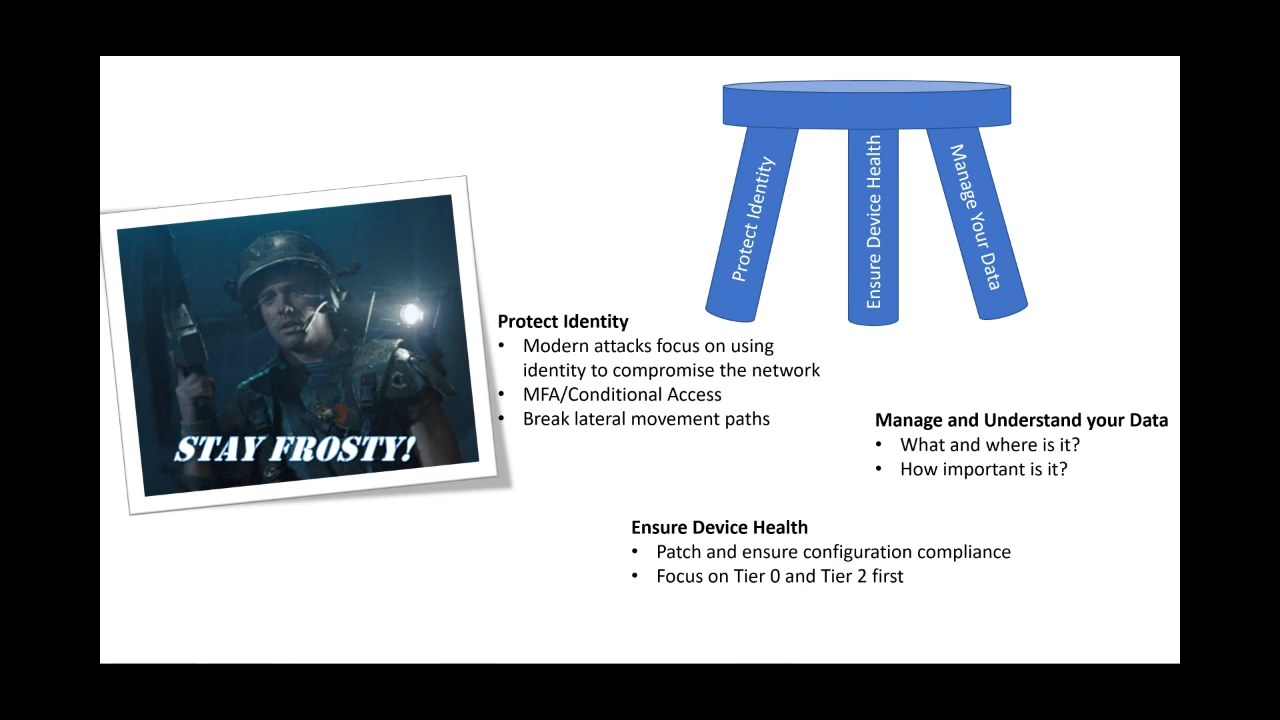 Protect Identity
Ensure Device Health
Manage Your Data
STAY FROSTY!
Protect Identity
• Modern attacks focus on using
identity to compromise the network
• MFA/Conditional Access
• Break lateral movement paths
Manage and Understand your Data
• What and where is it?
• How important is it?
Ensure Device Health
• Patch and ensure configuration compliance
• Focus on Tier 0 and Tier 2 first